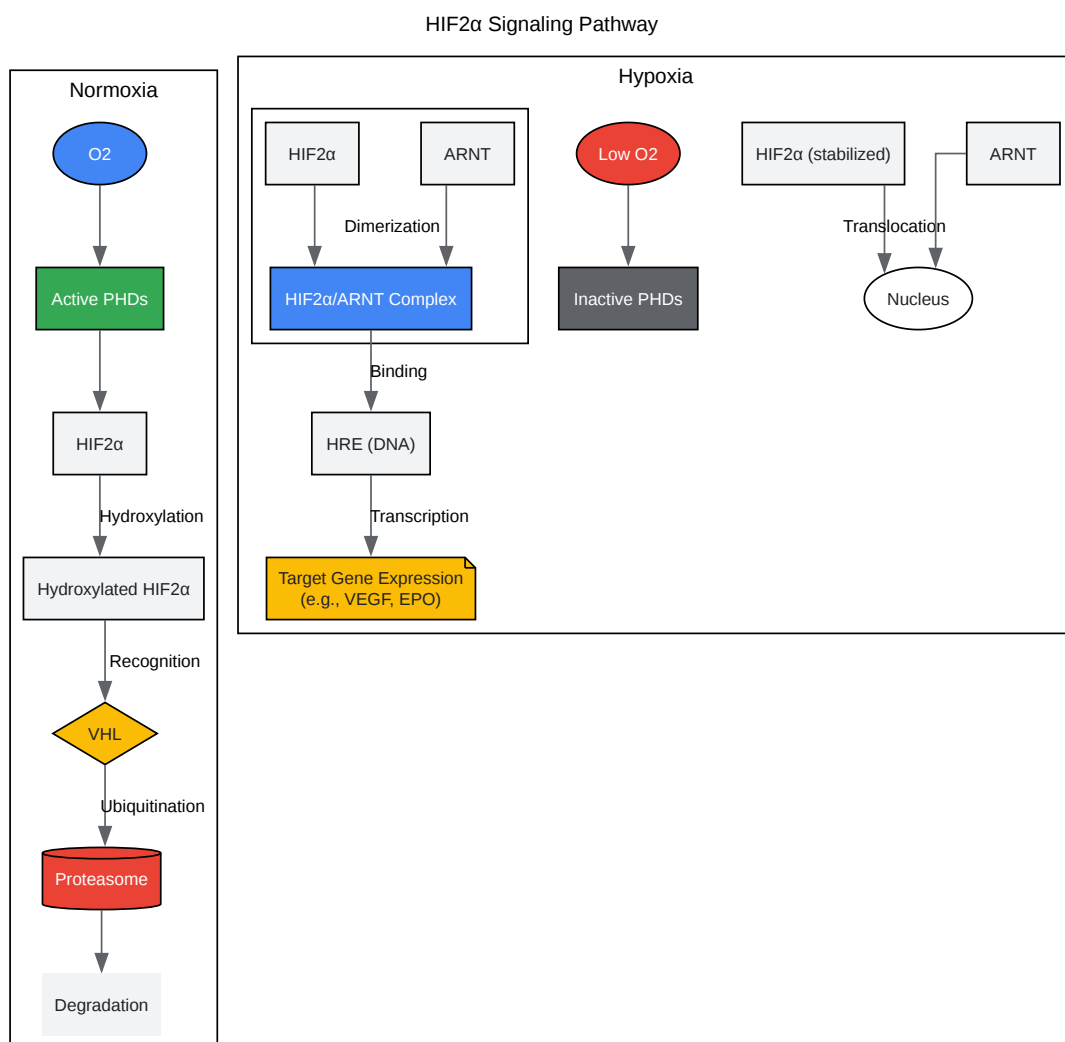 HIF2α Signaling Pathway
Normoxia
O2
Active PHDs
HIF2α
Hydroxylation
Hydroxylated HIF2α
Recognition
VHL
Ubiquitination
Proteasome
Degradation
Hypoxia
HIF2α
ARNT
Dimerization
HIF2α/ARNT Complex
Binding
HRE (DNA)
Transcription
Target Gene Expression
(e.g., VEGF, EPO)
Low O2
Inactive PHDs
HIF2α (stabilized)
ARNT
Translocation
Nucleus